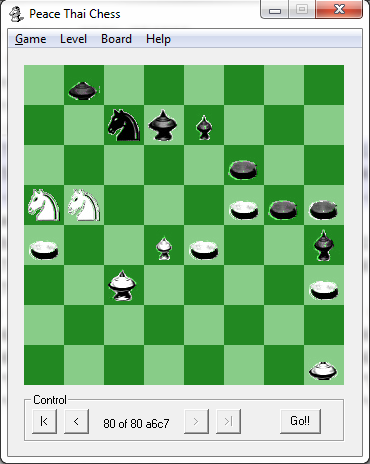 Peace Thai Chess
Game Level Board Help
Control
80 of 80 a6c7
Go!!